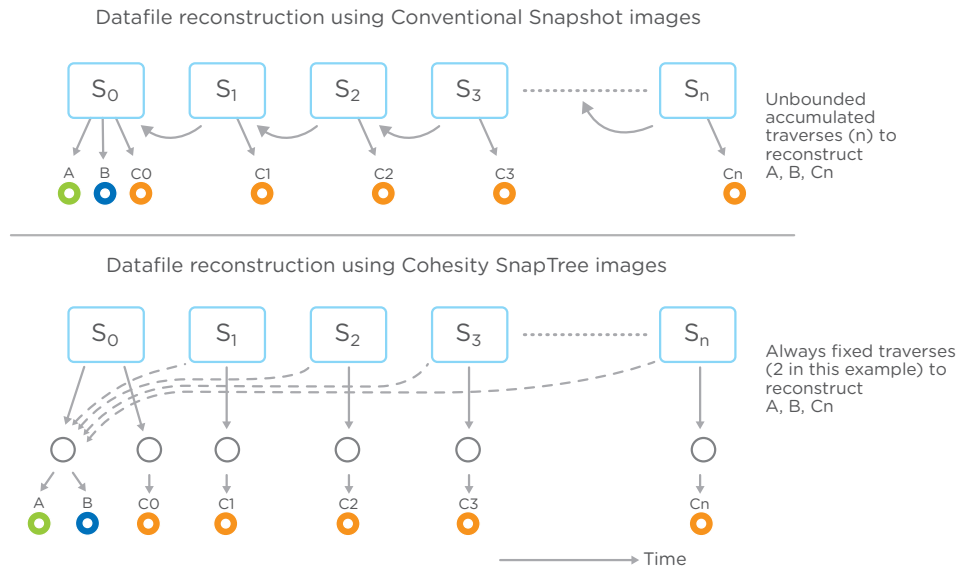 Datafile reconstruction using Conventional Snapshot images
S0 S1 S2 S3 Sn
Unbounded
accumulated
traverses (n) to
reconstruct
A, B, Cn
A B C0 C1 C2 C3 Cn
Datafile reconstruction using Cohesity SnapTree images
S0 S1 S2 S3 Sn
Always fixed traverses
(2 in this example) to
reconstruct
A, B, Cn
A B C0 C1 C2 C3 Cn
Time